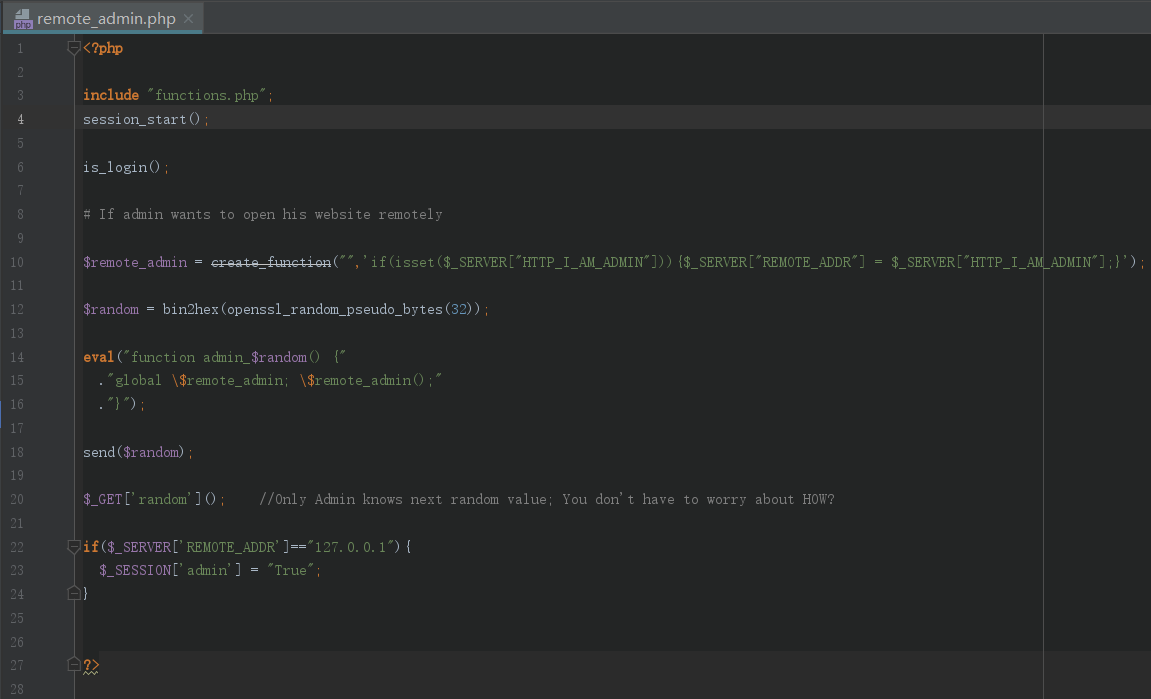 php remote_admin.php ×
1 <?php
2
3 include "functions.php";
4 session_start();
5
6 is_login();
7
8 # If admin wants to open his website remotely
9
10 $remote_admin = create_function("",'if(isset($_SERVER["HTTP_I_AM_ADMIN"])){$_SERVER["REMOTE_ADDR"] = $_SERVER["HTTP_I_AM_ADMIN"];}');
11
12 $random = bin2hex(openssl_random_pseudo_bytes(32));
13
14 eval("function admin_$random() {"
15 ."global \$remote_admin; \$remote_admin();"
16 ."}");
17
18 send($random);
19
20 $_GET['random'](); //Only Admin knows next random value; You don't have to worry about HOW?
21
22 if($_SERVER['REMOTE_ADDR']=="127.0.0.1"){
23 $_SESSION['admin'] = "True";
24 }
25
26
27 ?>
28